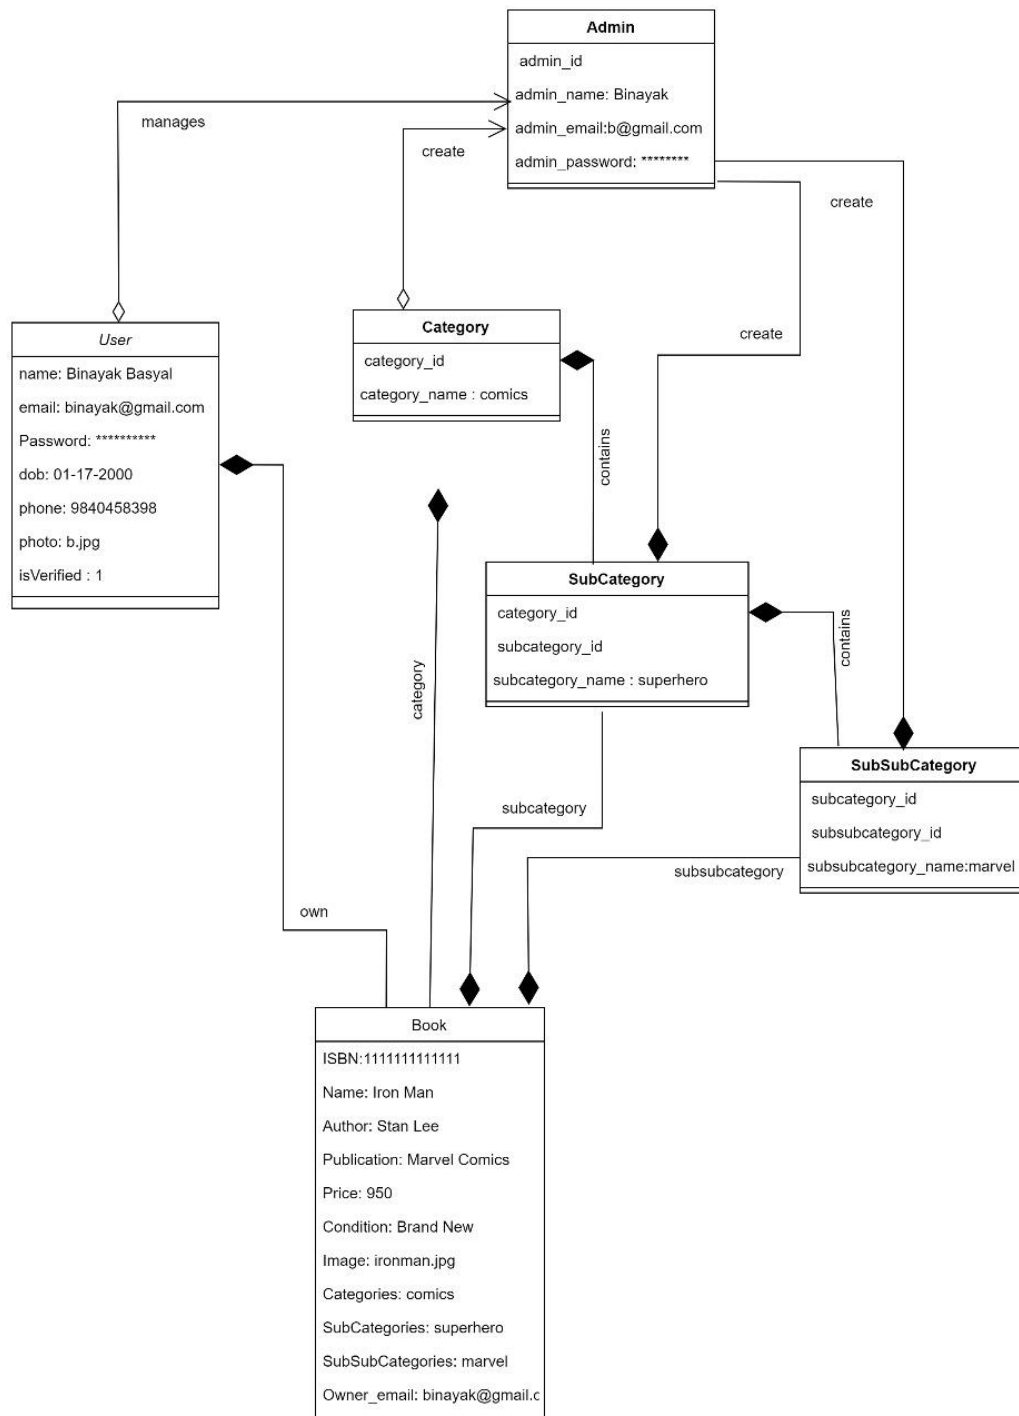 Admin
admin_id
admin_name: Binayak
admin_email:b@gmail.com
admin_password: ********
manages
create
create
create
User
name: Binayak Basyal
email: binayak@gmail.com
Password: **********
dob: 01-17-2000
phone: 9840458398
photo: b.jpg
isVerified : 1
Category
category_id
category_name : comics
contains
SubCategory
category_id
subcategory_id
subcategory_name : superhero
contains
category
SubSubCategory
subcategory_id
subsubcategory_id
subsubcategory_name:marvel
subcategory
subsubcategory
own
Book
ISBN:1111111111111
Name: Iron Man
Author: Stan Lee
Publication: Marvel Comics
Price: 950
Condition: Brand New
Image: ironman.jpg
Categories: comics
SubCategories: superhero
SubSubCategories: marvel
Owner_email: binayak@gmail.c